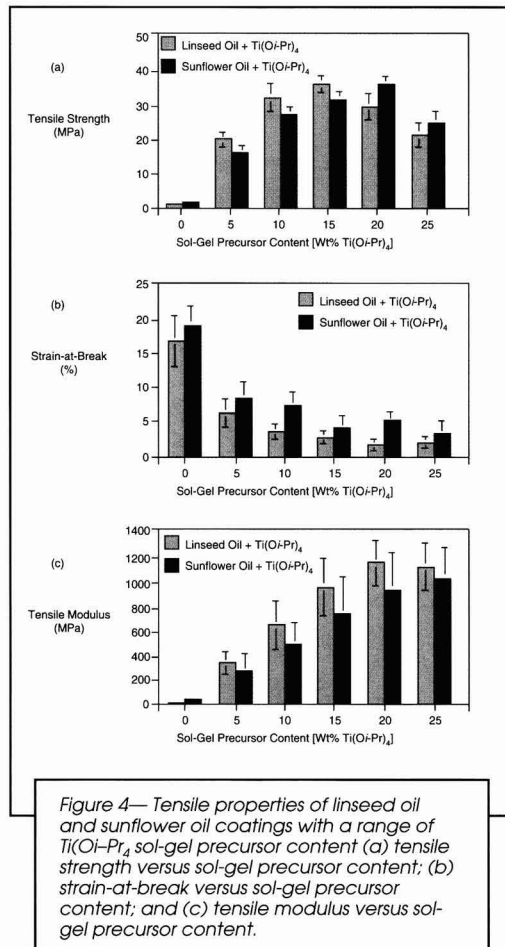 50
(a)
Linseed Oil + Ti(Oi-Pr)₄
40
Sunflower Oil + Ti(Oi-Pr)₄
30
Tensile Strength
(MPa)
20
10
0
0 5 10 15 20 25
Sol-Gel Precursor Content [Wt% Ti(Oi-Pr)₄]
25
(b)
Linseed Oil + Ti(Oi-Pr)₄
20
Sunflower Oil + Ti(Oi-Pr)₄
15
Strain-at-Break
(%)
10
5
0
0 5 10 15 20 25
Sol-Gel Precursor Content [Wt% Ti(Oi-Pr)₄]
1400
Linseed Oil + Ti(Oi-Pr)₄
1200
(c)
Sunflower Oil + Ti(Oi-Pr)₄
1000
Tensile Modulus
(MPa)
800
600
400
200
0
0 5 10 15 20 25
Sol-Gel Precursor Content [Wt% Ti(Oi-Pr)₄]
Figure 4— Tensile properties of linseed oil
and sunflower oil coatings with a range of
Ti(Oi–Pr₄ sol-gel precursor content (a) tensile
strength versus sol-gel precursor content; (b)
strain-at-break versus sol-gel precursor
content; and (c) tensile modulus versus sol-
gel precursor content.